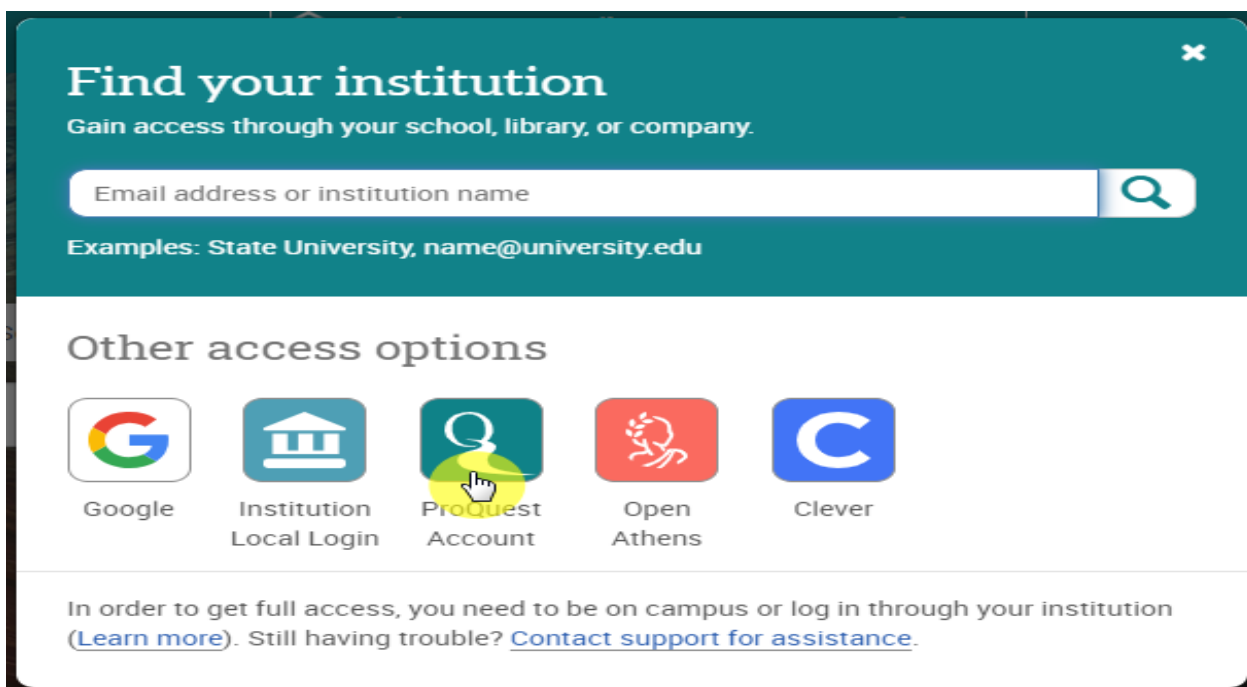 Find your institution
Gain access through your school, library, or company.
Email address or institution name
Examples: State University, name@university.edu
Other access options
Google
Institution
Local Login
ProQuest
Account
Open
Athens
Clever
In order to get full access, you need to be on campus or log in through your institution
(Learn more). Still having trouble? Contact support for assistance.